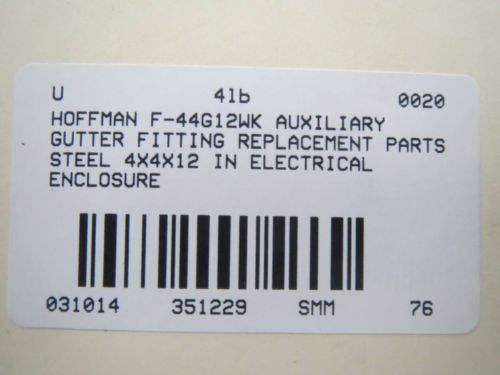 U 41b 0020
HOFFMAN F-44G12WK AUXILIARY
GUTTER FITTING REPLACEMENT PARTS
STEEL 4X4X12 IN ELECTRICAL
ENCLOSURE
031014 351229 SMM 76